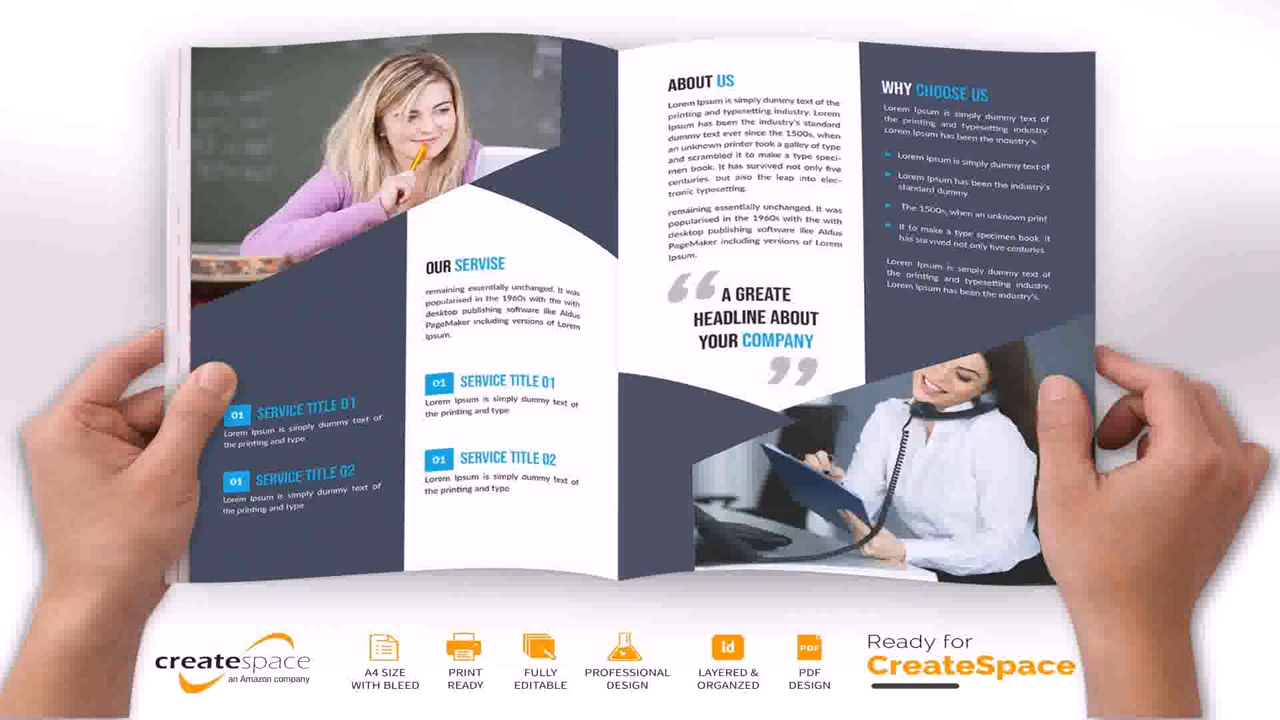 OUR SERVISE
remaining essentially unchanged. It was
popularised in the 1960s with the with
desktop publishing software like Aldus
PageMaker including versions of Lorem
Ipsum.
01 SERVICE TITLE 01
Lorem Ipsum is simply dummy text of
the printing and type
01 SERVICE TITLE 02
Lorem Ipsum is simply dummy text of
the printing and type
01 SERVICE TITLE 01
Lorem Ipsum is simply dummy text of
the printing and type
01 SERVICE TITLE 02
Lorem Ipsum is simply dummy text of
the printing and type
ABOUT US
Lorem Ipsum is simply dummy text of the
printing and typesetting industry. Lorem
Ipsum has been the industry's standard
dummy text ever since the 1500s, when
an unknown printer took a galley of type
and scrambled it to make a type speci-
men book. It has survived not only five
centuries, but also the leap into elec-
tronic typesetting.
remaining essentially unchanged. It was
popularised in the 1960s with the with
desktop publishing software like Aldus
PageMaker including versions of Lorem
Ipsum.
“ A GREATE
HEADLINE ABOUT
YOUR COMPANY
”
WHY CHOOSE US
Lorem Ipsum is simply dummy text of
the printing and typesetting industry.
Lorem Ipsum has been the industry's.
Lorem Ipsum is simply dummy text of
Lorem Ipsum has been the industry's
standard dummy
The 1500s, when an unknown print
It to make a type specimen book. It
has survived not only five centuries.
Lorem Ipsum is simply dummy text of
the printing and typesetting industry.
Lorem Ipsum has been the industry's.
createspace
an Amazon company
A4 SIZE
WITH BLEED
PRINT
READY
FULLY
EDITABLE
PROFESSIONAL
DESIGN
Id
LAYERED &
ORGANZED
PDF
PDF
DESIGN
Ready for
CreateSpace